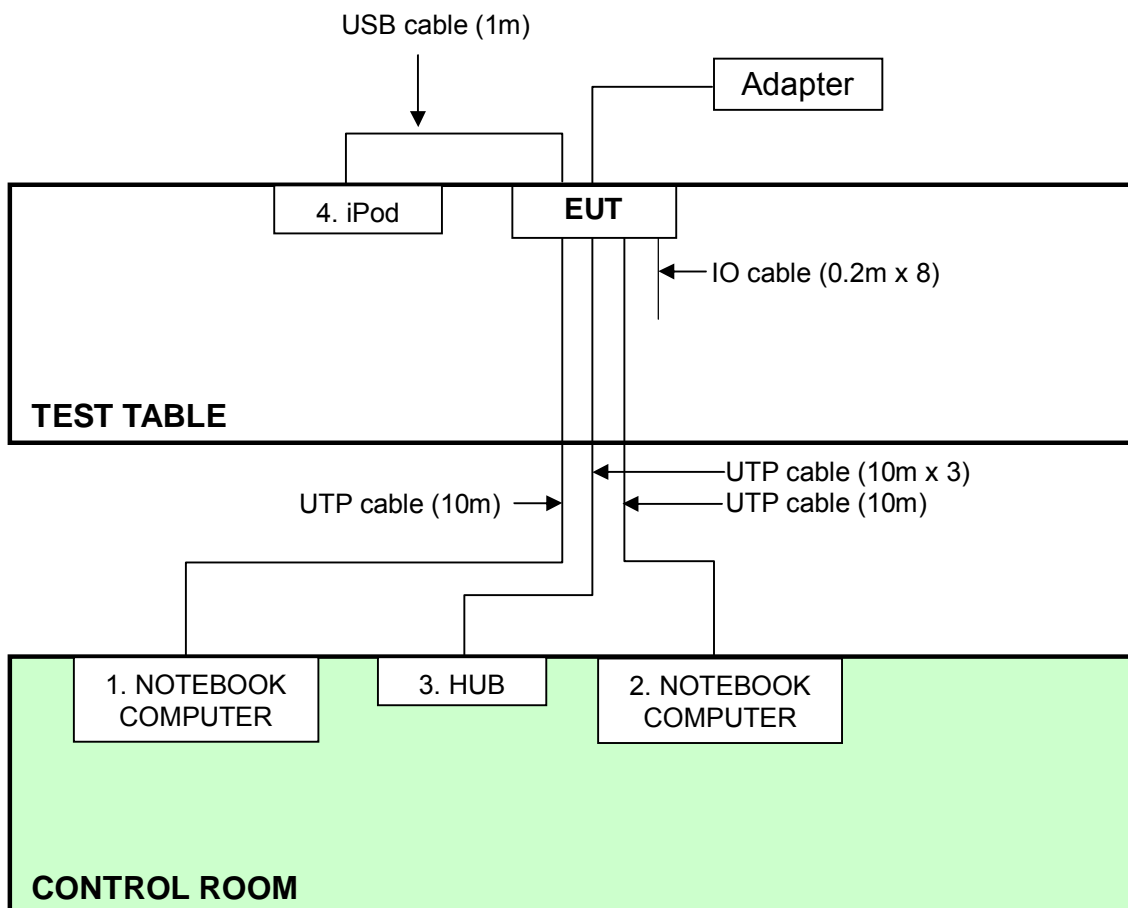 USB cable (1m)
Adapter
4. iPod
EUT
IO cable (0.2m x 8)
TEST TABLE
UTP cable (10m x 3)
UTP cable (10m)
UTP cable (10m)
1. NOTEBOOK
COMPUTER
3. HUB
2. NOTEBOOK
COMPUTER
CONTROL ROOM